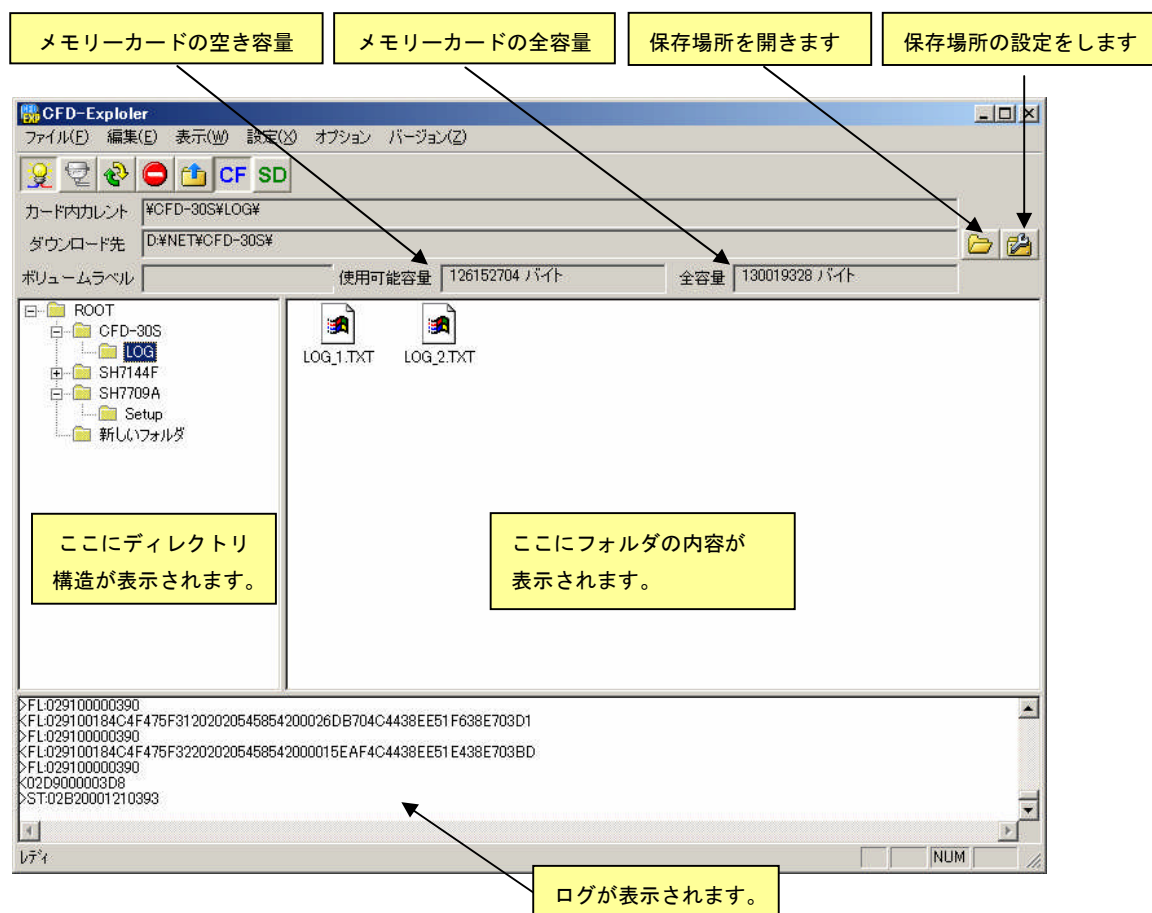 メモリーカードの空き容量
メモリーカードの全容量
保存場所を開きます
保存場所の設定をします
CFD-Exploler
ファイル(F) 編集(E) 表示(W) 設定(X) オプション バージョン(Z)
CF SD
カード内カレント ¥CFD-30S¥LOG¥
ダウンロード先 D:¥NET¥CFD-30S¥
ボリュームラベル 使用可能容量 126152704 バイト 全容量 130019328 バイト
ROOT
CFD-30S
LOG
SH7144F
SH7709A
Setup
新しいフォルダ
LOG_1.TXT LOG_2.TXT
ここにディレクトリ
構造が表示されます。
ここにフォルダの内容が
表示されます。
>FL:029100000390
<FL:029100184C4F475F31202020545854200026DB704C4438EE51F638E703D1
>FL:029100000390
<FL:029100184C4F475F322020205458542000015EAF4C4438EE51E438E703BD
>FL:029100000390
<02D9000003D8
>ST:02B20001210393
レディ NUM
ログが表示されます。